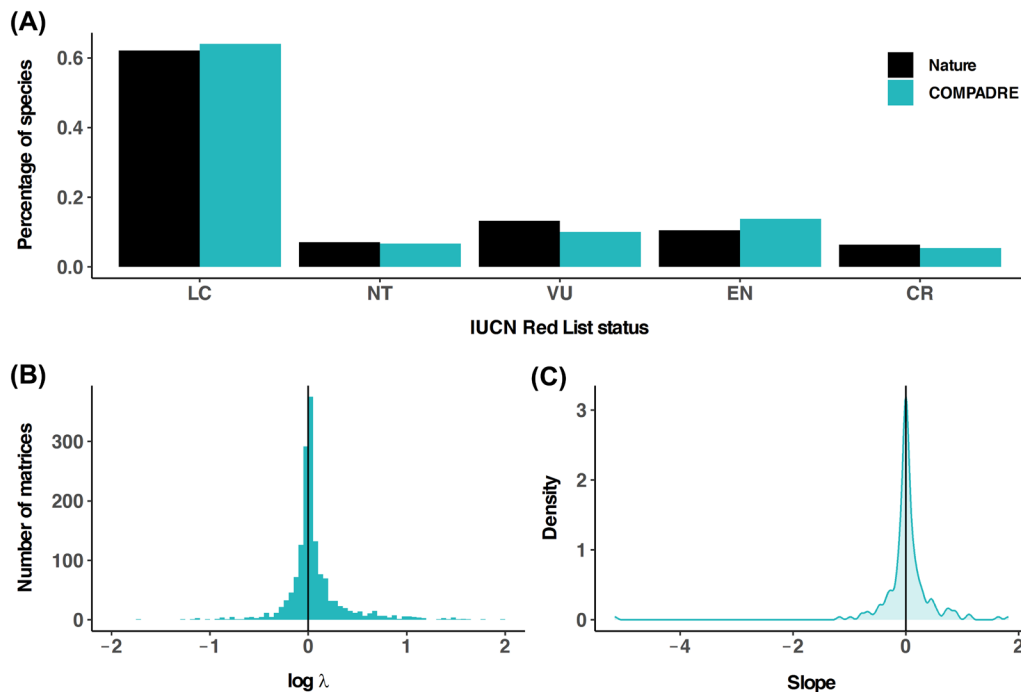 (A)
Percentage of species
0.6
0.4
0.2
0.0
Nature
COMPADRE
LC NT VU EN CR
IUCN Red List status
(B)
Number of matrices
300
200
100
0
−2 −1 0 1 2
log λ
(C)
Density
3
2
1
0
−4 −2 0 2
Slope